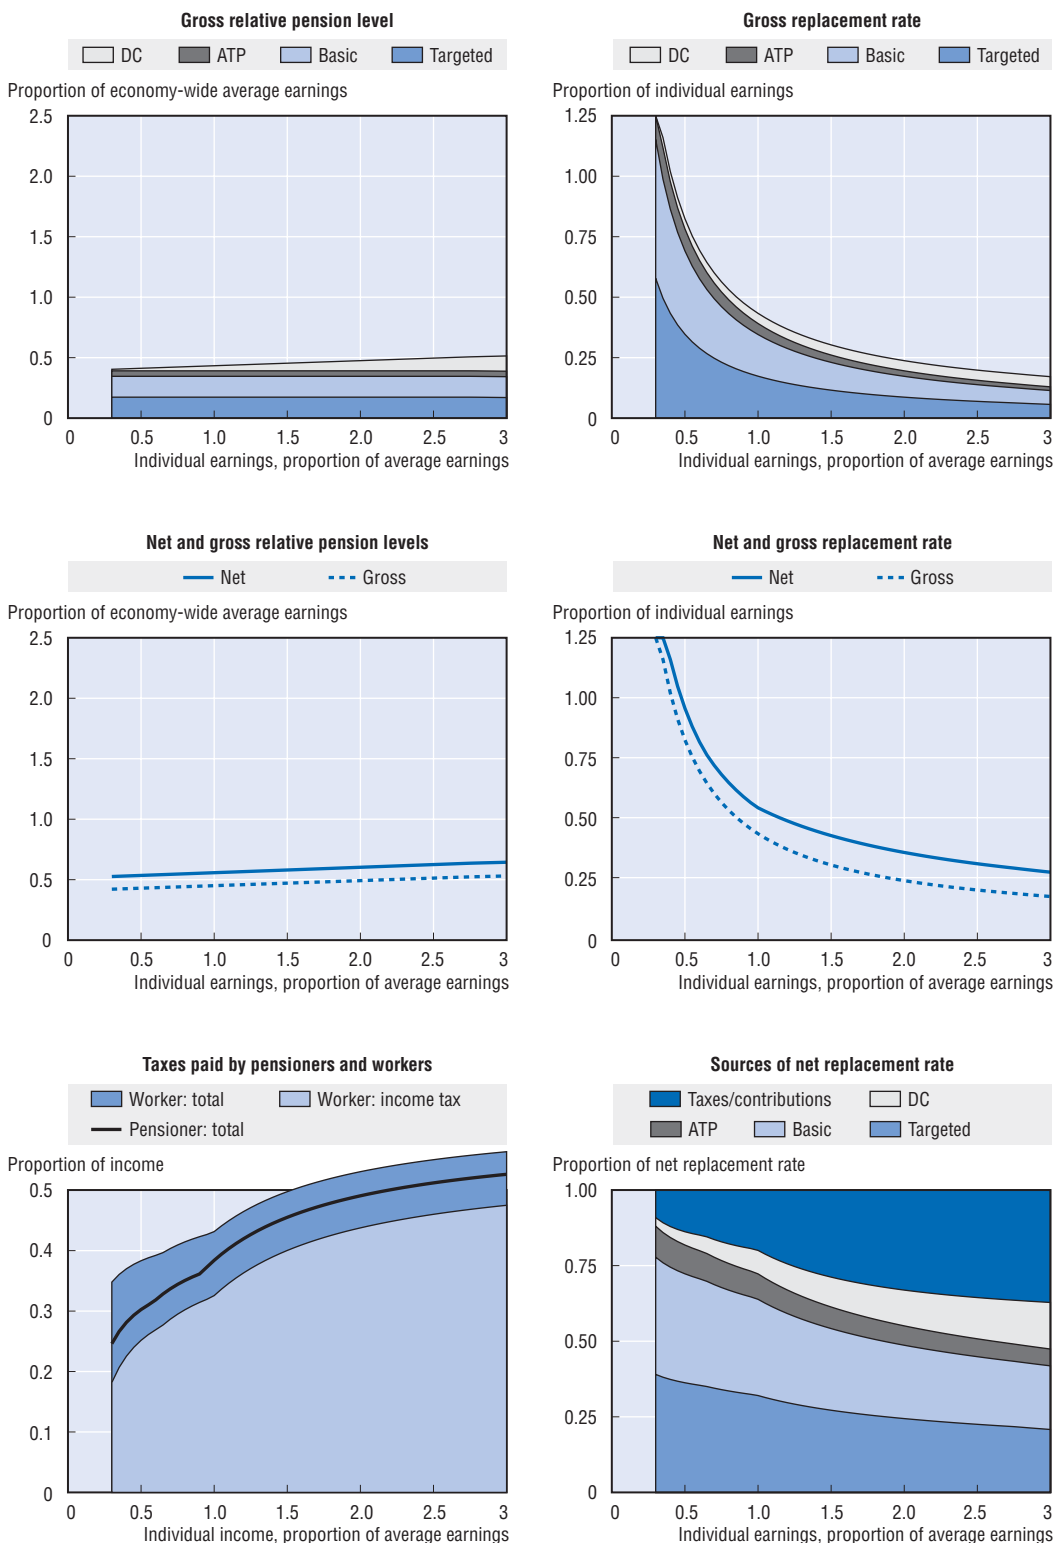 Gross relative pension level
DC ATP Basic Targeted
Proportion of economy-wide average earnings
2.5
2.0
1.5
1.0
0.5
0
0 0.5 1.0 1.5 2.0 2.5 3
Individual earnings, proportion of average earnings
Gross replacement rate
DC ATP Basic Targeted
Proportion of individual earnings
1.25
1.00
0.75
0.50
0.25
0
0 0.5 1.0 1.5 2.0 2.5 3
Individual earnings, proportion of average earnings
Net and gross relative pension levels
Net Gross
Proportion of economy-wide average earnings
2.5
2.0
1.5
1.0
0.5
0
0 0.5 1.0 1.5 2.0 2.5 3
Individual earnings, proportion of average earnings
Net and gross replacement rate
Net Gross
Proportion of individual earnings
1.25
1.00
0.75
0.50
0.25
0
0 0.5 1.0 1.5 2.0 2.5 3
Individual earnings, proportion of average earnings
Taxes paid by pensioners and workers
Worker: total Worker: income tax
Pensioner: total
Proportion of income
0.5
0.4
0.3
0.2
0.1
0
0 0.5 1.0 1.5 2.0 2.5 3
Individual income, proportion of average earnings
Sources of net replacement rate
Taxes/contributions DC
ATP Basic Targeted
Proportion of net replacement rate
1.00
0.75
0.50
0.25
0
0 0.5 1.0 1.5 2.0 2.5 3
Individual earnings, proportion of average earnings